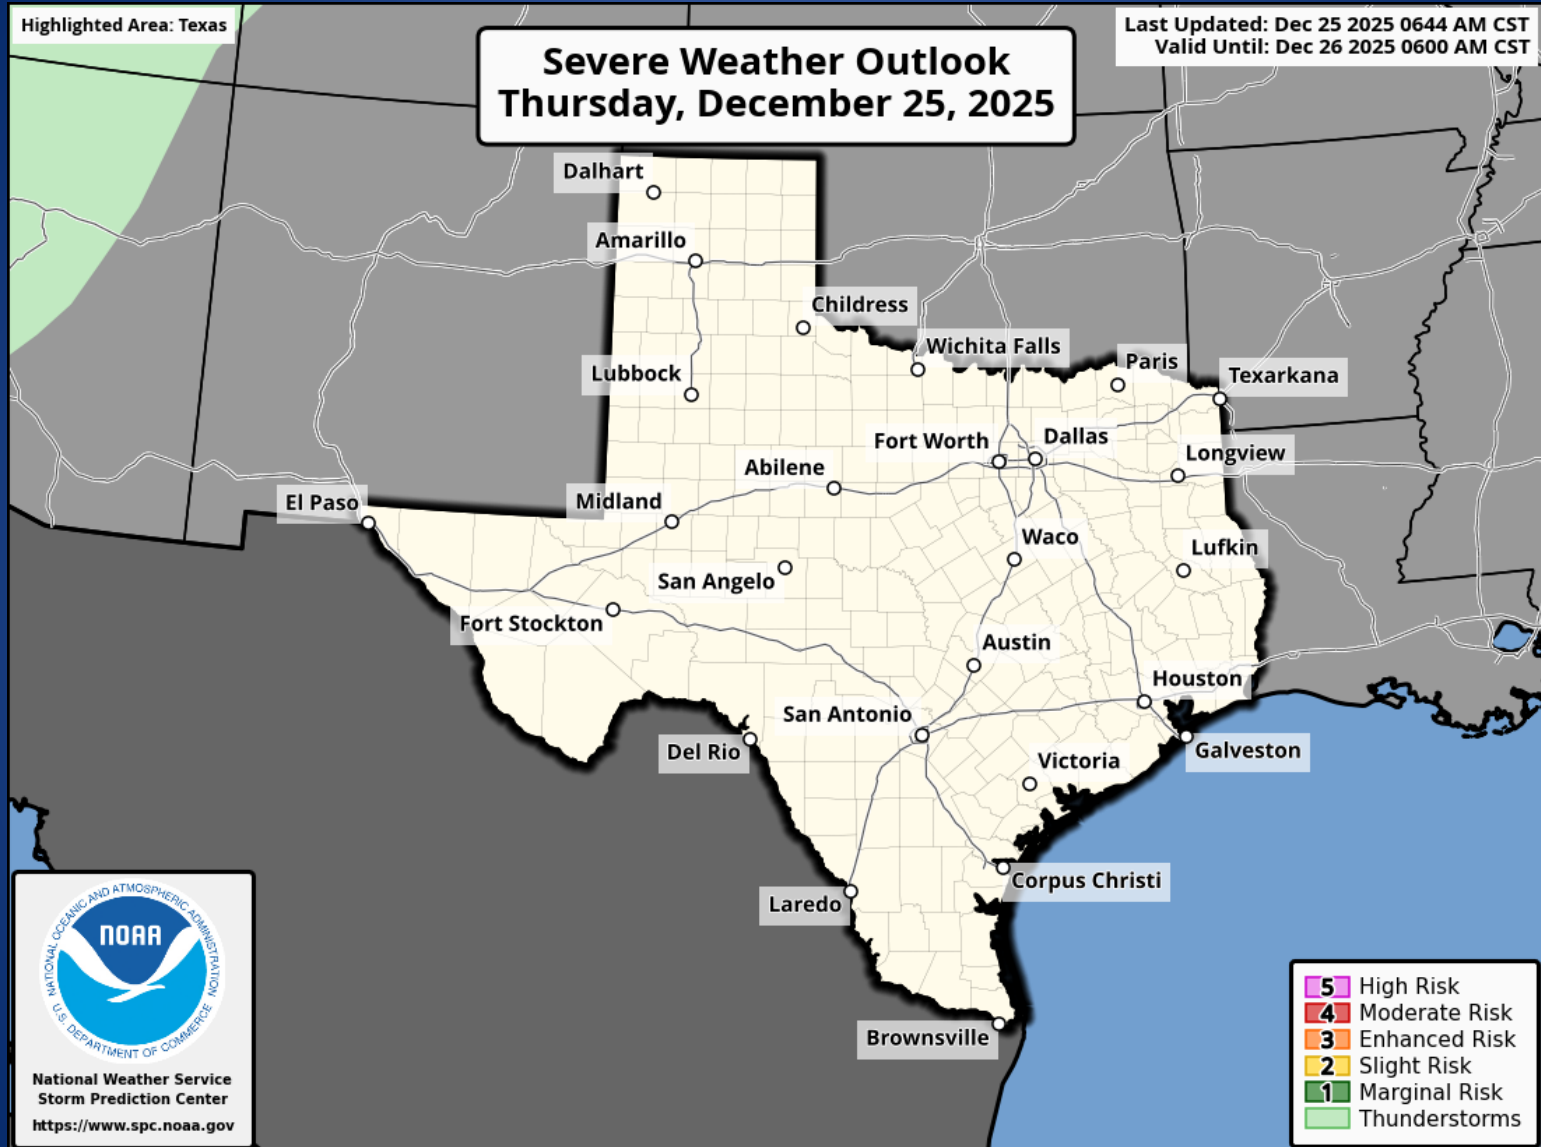 Highlighted Area: Texas
Severe Weather Outlook
Thursday, December 25, 2025
Last Updated: Dec 25 2025 0644 AM CST
Valid Until: Dec 26 2025 0600 AM CST
Dalhart
Amarillo
Childress
Wichita Falls
Paris
Texarkana
Lubbock
Fort Worth
Dallas
Longview
Abilene
Midland
El Paso
Waco
Lufkin
San Angelo
Fort Stockton
Austin
Houston
San Antonio
Del Rio
Galveston
Victoria
Corpus Christi
Laredo
Brownsville
NATIONAL OCEANIC AND ATMOSPHERIC ADMINISTRATION
NOAA
U.S. DEPARTMENT OF COMMERCE
National Weather Service
Storm Prediction Center
https://www.spc.noaa.gov
5 High Risk
4 Moderate Risk
3 Enhanced Risk
2 Slight Risk
1 Marginal Risk
Thunderstorms